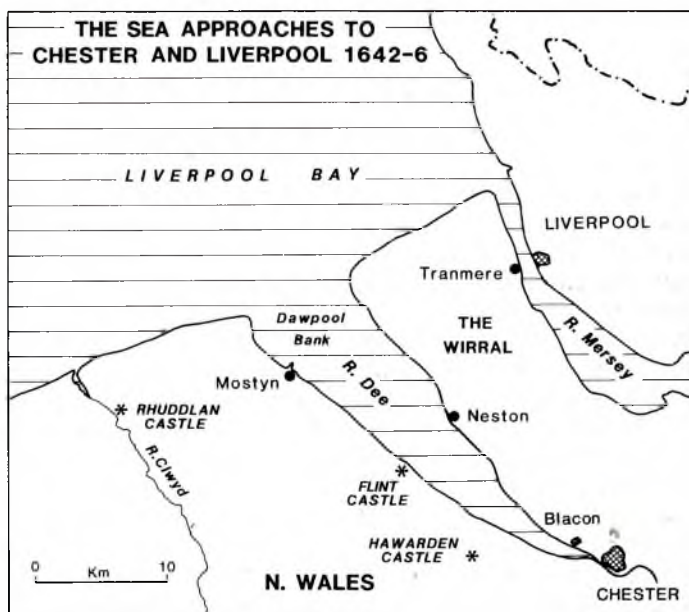 THE SEA APPROACHES TO
CHESTER AND LIVERPOOL 1642-6
LIVERPOOL BAY
LIVERPOOL
Tranmere
Dawpool
Bank
THE
WIRRAL
R. Mersey
R. Dee
Mostyn
RHUDDLAN
CASTLE
Neston
R.Clwyd
FLINT
CASTLE
Blacon
HAWARDEN
CASTLE
0 10
Km
N. WALES
CHESTER